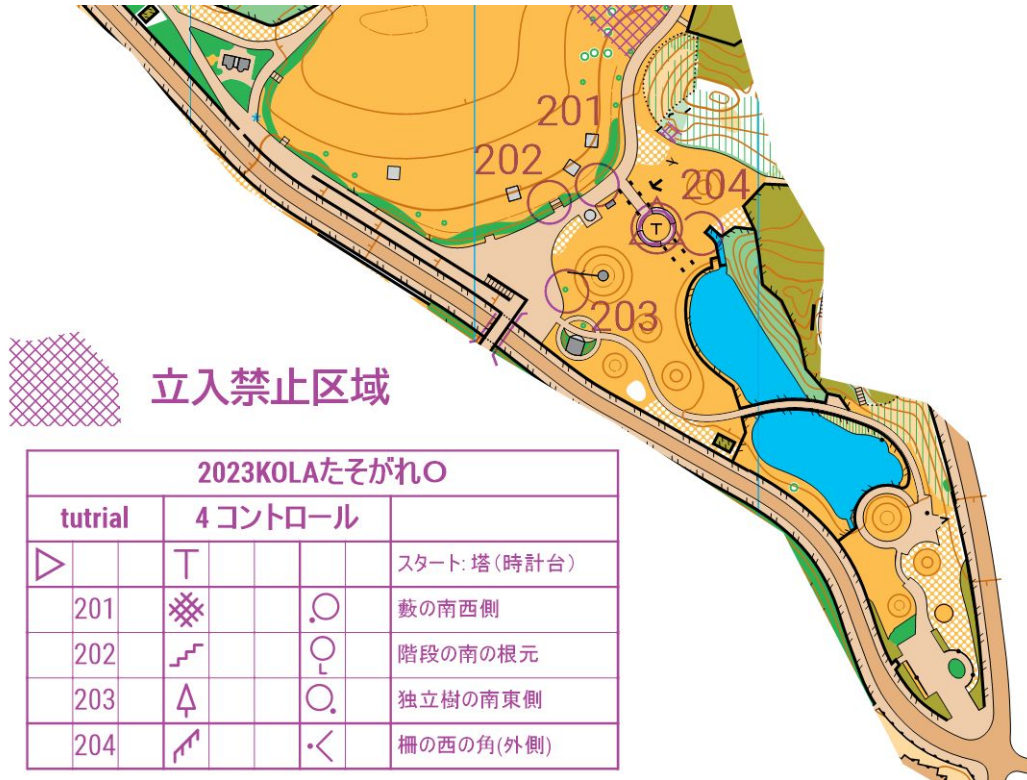 201
202
204
T
203
立入禁止区域
2023KOLAたそがれO
tutrial 4 コントロール
スタート: 塔(時計台)
201 藪の南西側
202 階段の南の根元
203 独立樹の南東側
204 柵の西の角(外側)